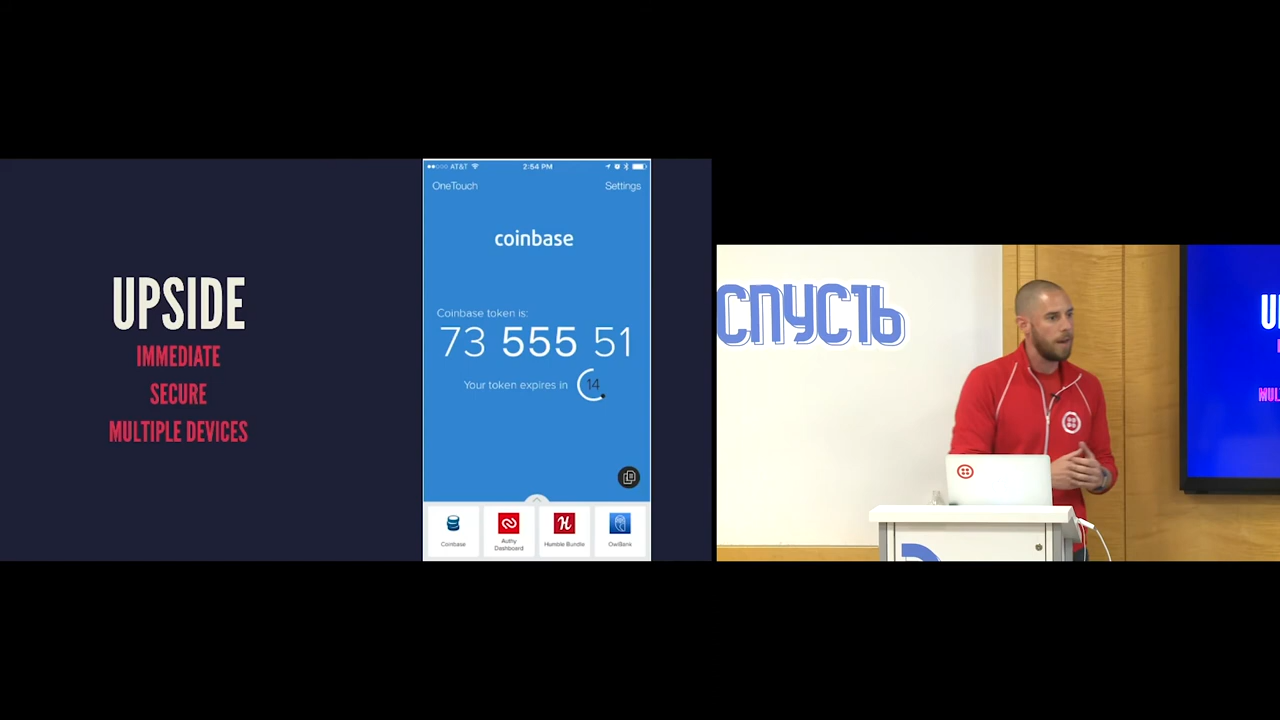 UPSIDE
IMMEDIATE
SECURE
MULTIPLE DEVICES
AT&T 2:54 PM
OneTouch Settings
coinbase
Coinbase token is:
73 555 51
Your token expires in 14
Coinbase
Authy Dashboard
Humble Bundle
OwlBank
СПУСТЬ
U
MUL